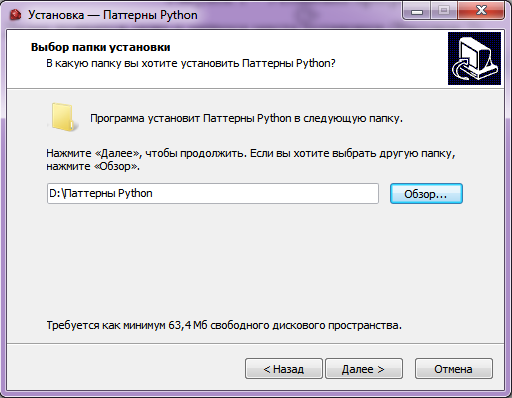 Установка — Паттерны Python
Выбор папки установки
В какую папку вы хотите установить Паттерны Python?
Программа установит Паттерны Python в следующую папку.
Нажмите «Далее», чтобы продолжить. Если вы хотите выбрать другую папку,
нажмите «Обзор».
D:\Паттерны Python
Обзор...
Требуется как минимум 63,4 Мб свободного дискового пространства.
< Назад
Далее >
Отмена